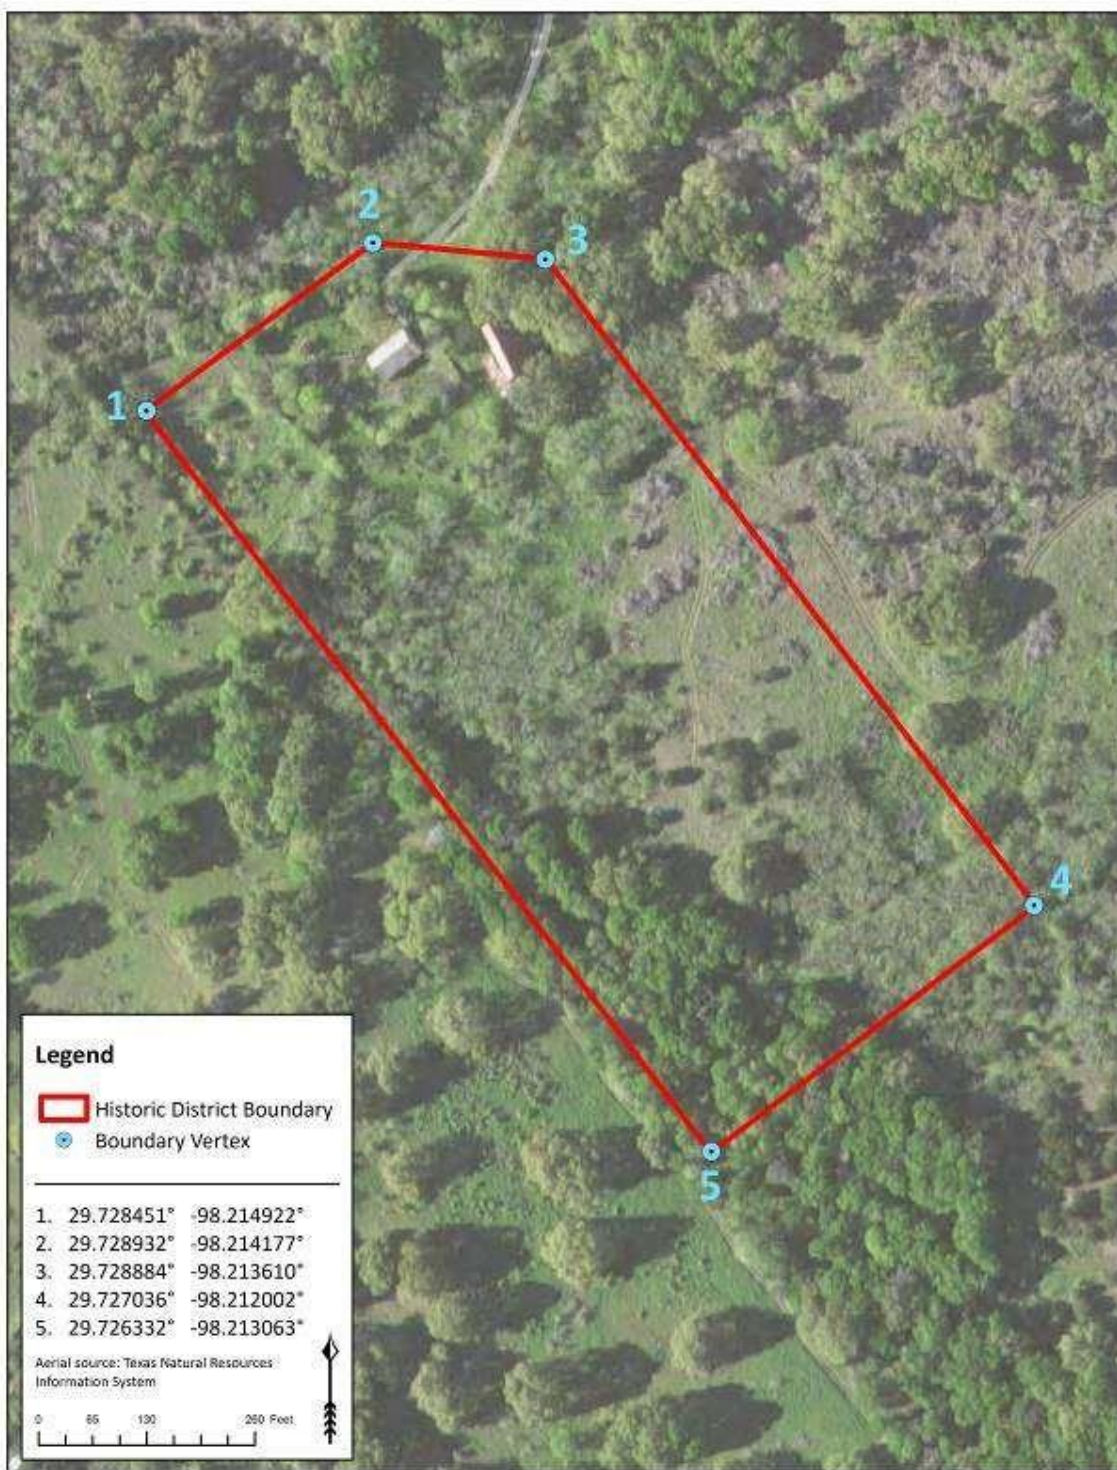 2
3
1
4
5
Legend
Historic District Boundary
Boundary Vertex
1. 29.728451° -98.214922°
2. 29.728932° -98.214177°
3. 29.728884° -98.213610°
4. 29.727036° -98.212002°
5. 29.726332° -98.213063°
Aerial source: Texas Natural Resources
Information System
0 65 130 260 Feet